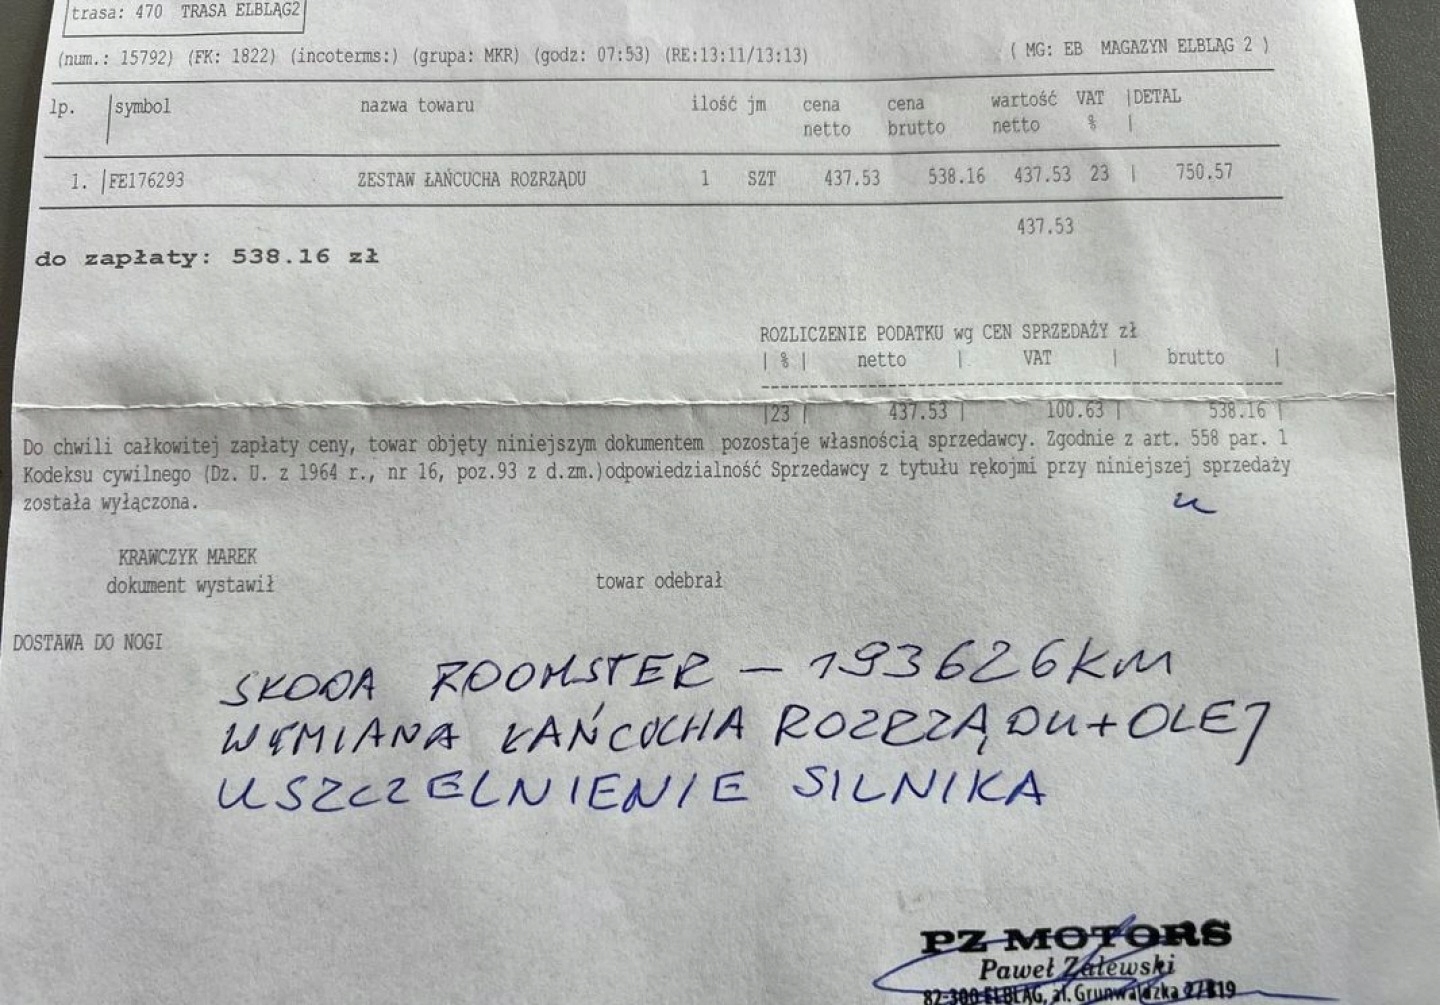 trasa: 470 TRASA ELBLĄG2
(num.: 15792) (FK: 1822) (incoterms:) (grupa: MKR) (godz: 07:53) (RE:13:11/13:13) ( MG: EB MAGAZYN ELBLĄG 2 )
lp. |symbol nazwa towaru ilość jm cena cena wartość VAT |DETAL
netto brutto netto % |
1. |FE176293 ZESTAW ŁAŃCUCHA ROZRZĄDU 1 SZT 437.53 538.16 437.53 23 | 750.57
437.53
do zapłaty: 538.16 zł
ROZLICZENIE PODATKU wg CEN SPRZEDAŻY zł
| % | netto | VAT | brutto |
|23 | 437.53 | 100.63 | 538.16 |
Do chwili całkowitej zapłaty ceny, towar objęty niniejszym dokumentem pozostaje własnością sprzedawcy. Zgodnie z art. 558 par. 1
Kodeksu cywilnego (Dz. U. z 1964 r., nr 16, poz.93 z d.zm.)odpowiedzialność Sprzedawcy z tytułu rękojmi przy niniejszej sprzedaży
została wyłączona.
KRAWCZYK MAREK
dokument wystawił towar odebrał
DOSTAWA DO NOGI
SKODA ROOMSTER – 193626KM
WYMIANA ŁAŃCUCHA ROZRZĄDU + OLEJ
USZCZELNIENIE SILNIKA
PZ MOTORS
Paweł Zalewski
82-300 ELBLĄG, al. Grunwaldzka